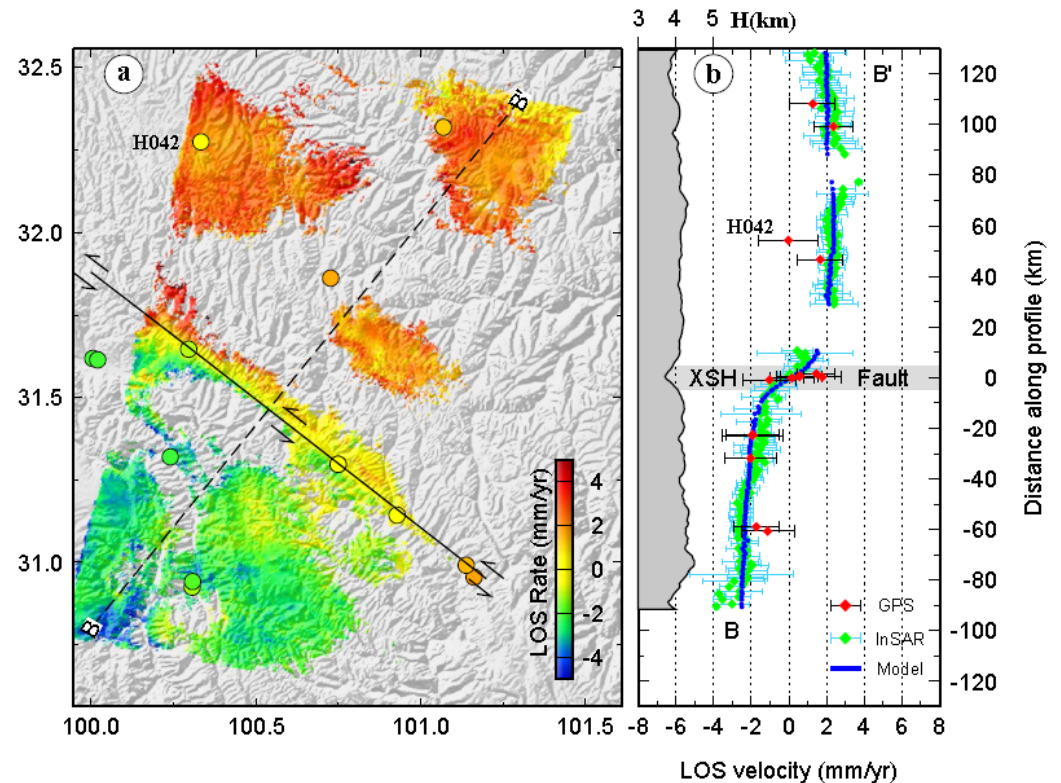 3 4 5 H(km)
a
b
32.5
32.0
31.5
31.0
100.0 100.5 101.0 101.5
H042
B'
B
LOS Rate (mm/yr)
4
2
0
-2
-4
B'
H042
XSH Fault
B
GPS
InSAR
Model
120
100
80
60
40
20
0
-20
-40
-60
-80
-100
-120
Distance along profile (km)
-8 -6 -4 -2 0 2 4 6 8
LOS velocity (mm/yr)